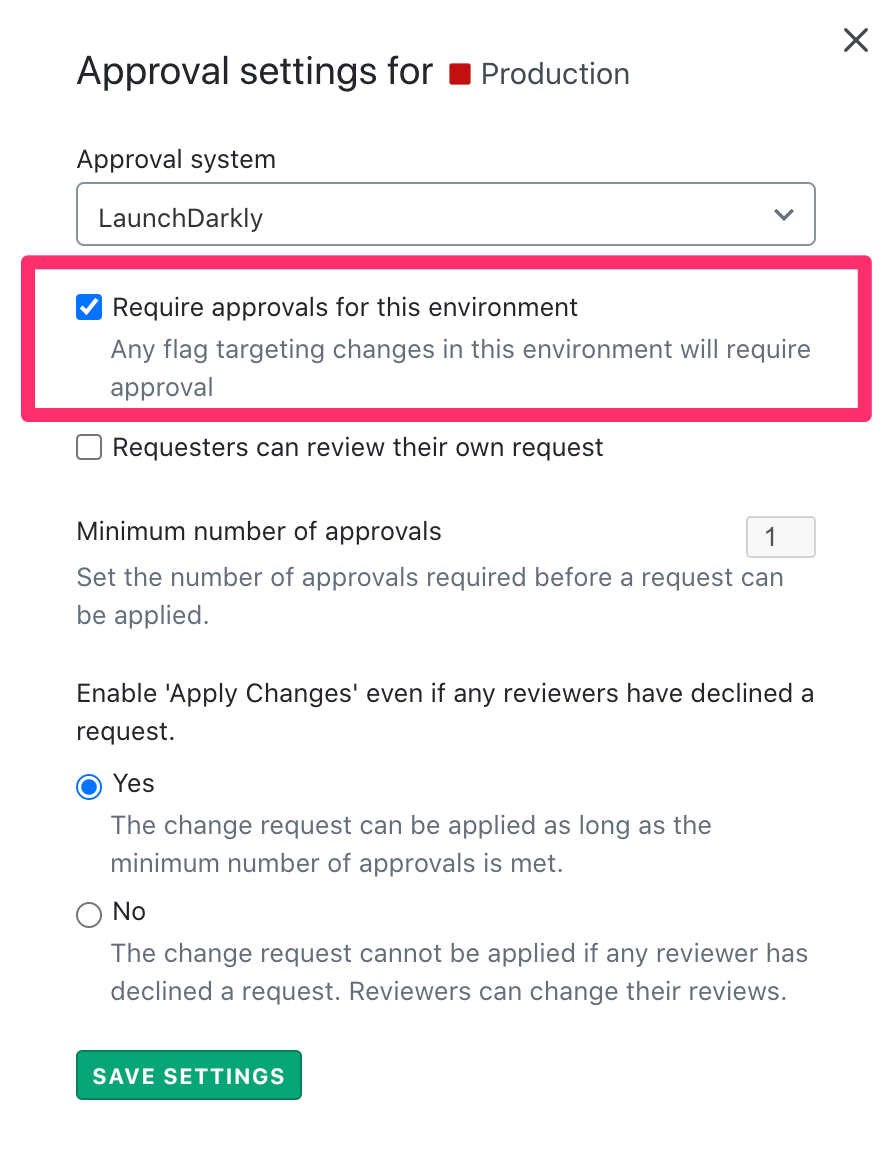 Approval settings for Production
Approval system
LaunchDarkly
Require approvals for this environment
Any flag targeting changes in this environment will require
approval
Requesters can review their own request
Minimum number of approvals
1
Set the number of approvals required before a request can
be applied.
Enable 'Apply Changes' even if any reviewers have declined a
request.
Yes
The change request can be applied as long as the
minimum number of approvals is met.
No
The change request cannot be applied if any reviewer has
declined a request. Reviewers can change their reviews.
SAVE SETTINGS